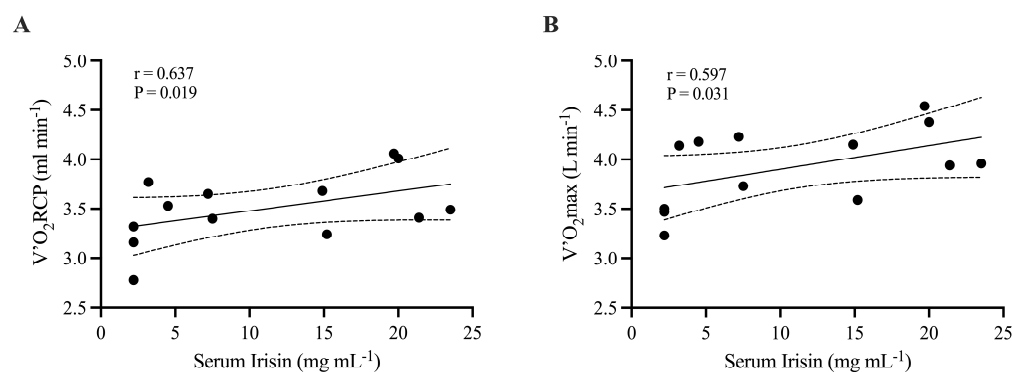 A
r = 0.637
P = 0.019
V'O₂RCP (ml min⁻¹)
5.0
4.5
4.0
3.5
3.0
2.5
0 5 10 15 20 25
Serum Irisin (mg mL⁻¹)
B
r = 0.597
P = 0.031
V'O₂max (L min⁻¹)
5.0
4.5
4.0
3.5
3.0
2.5
0 5 10 15 20 25
Serum Irisin (mg mL⁻¹)